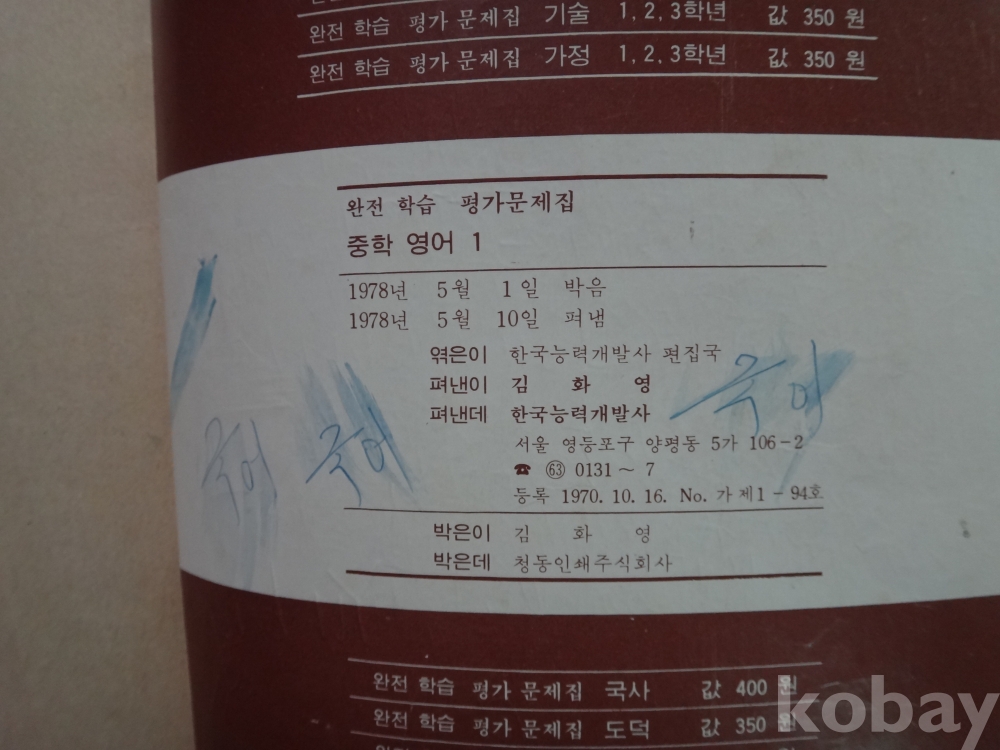 완전 학습 평가 문제집 기술 1, 2, 3학년 값 350 원
완전 학습 평가 문제집 가정 1, 2, 3학년 값 350 원
완전 학습 평가문제집
중학 영어 1
1978년 5월 1일 박음
1978년 5월 10일 펴냄
엮은이 한국능력개발사 편집국
펴낸이 김 화 영
펴낸데 한국능력개발사
서울 영등포구 양평동 5가 106-2
☎ ㊿+13 0131 ~ 7
등록 1970. 10. 16. No. 가 제1-94호
박은이 김 화 영
박은데 청동인쇄주식회사
국어 국어 국어
완전 학습 평가 문제집 국사 값 400 원
완전 학습 평가 문제집 도덕 값 350 원
kobay